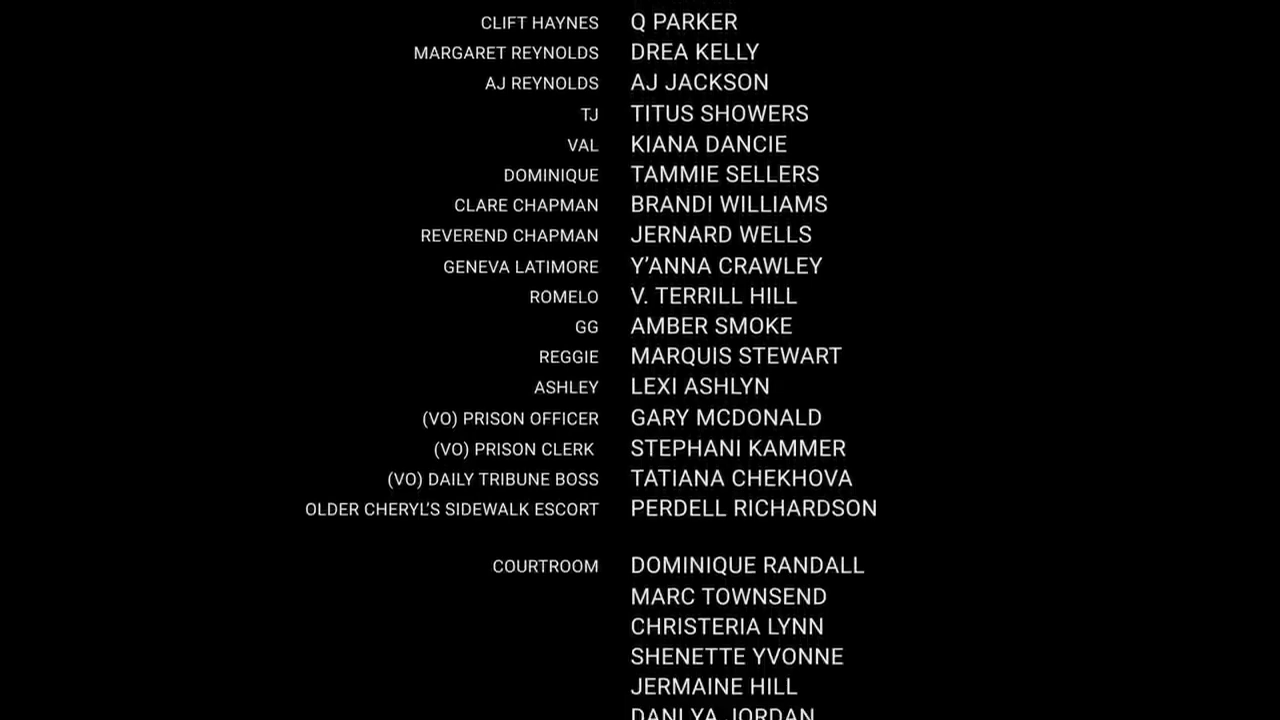 CLIFT HAYNES Q PARKER
MARGARET REYNOLDS DREA KELLY
AJ REYNOLDS AJ JACKSON
TJ TITUS SHOWERS
VAL KIANA DANCIE
DOMINIQUE TAMMIE SELLERS
CLARE CHAPMAN BRANDI WILLIAMS
REVEREND CHAPMAN JERNARD WELLS
GENEVA LATIMORE Y’ANNA CRAWLEY
ROMELO V. TERRILL HILL
GG AMBER SMOKE
REGGIE MARQUIS STEWART
ASHLEY LEXI ASHLYN
(VO) PRISON OFFICER GARY MCDONALD
(VO) PRISON CLERK STEPHANI KAMMER
(VO) DAILY TRIBUNE BOSS TATIANA CHEKHOVA
OLDER CHERYL’S SIDEWALK ESCORT PERDELL RICHARDSON
COURTROOM DOMINIQUE RANDALL
MARC TOWNSEND
CHRISTERIA LYNN
SHENETTE YVONNE
JERMAINE HILL
JORDAN